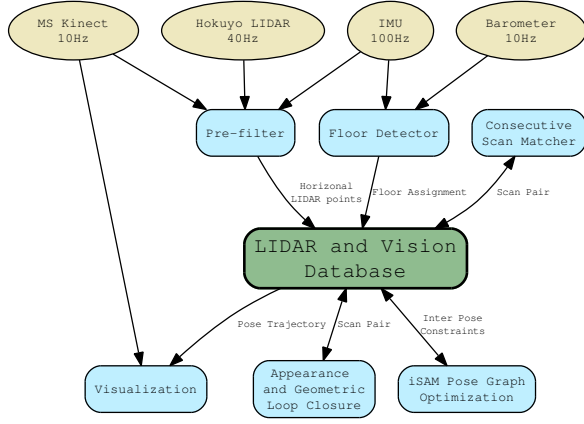 MS Kinect
10Hz
Hokuyo LIDAR
40Hz
IMU
100Hz
Barometer
10Hz
Pre-filter
Floor Detector
Consecutive
Scan Matcher
Horizonal
LIDAR points
Floor Assignment
Scan Pair
LIDAR and Vision
Database
Pose Trajectory
Scan Pair
Inter Pose
Constraints
Visualization
Appearance
and Geometric
Loop Closure
iSAM Pose Graph
Optimization